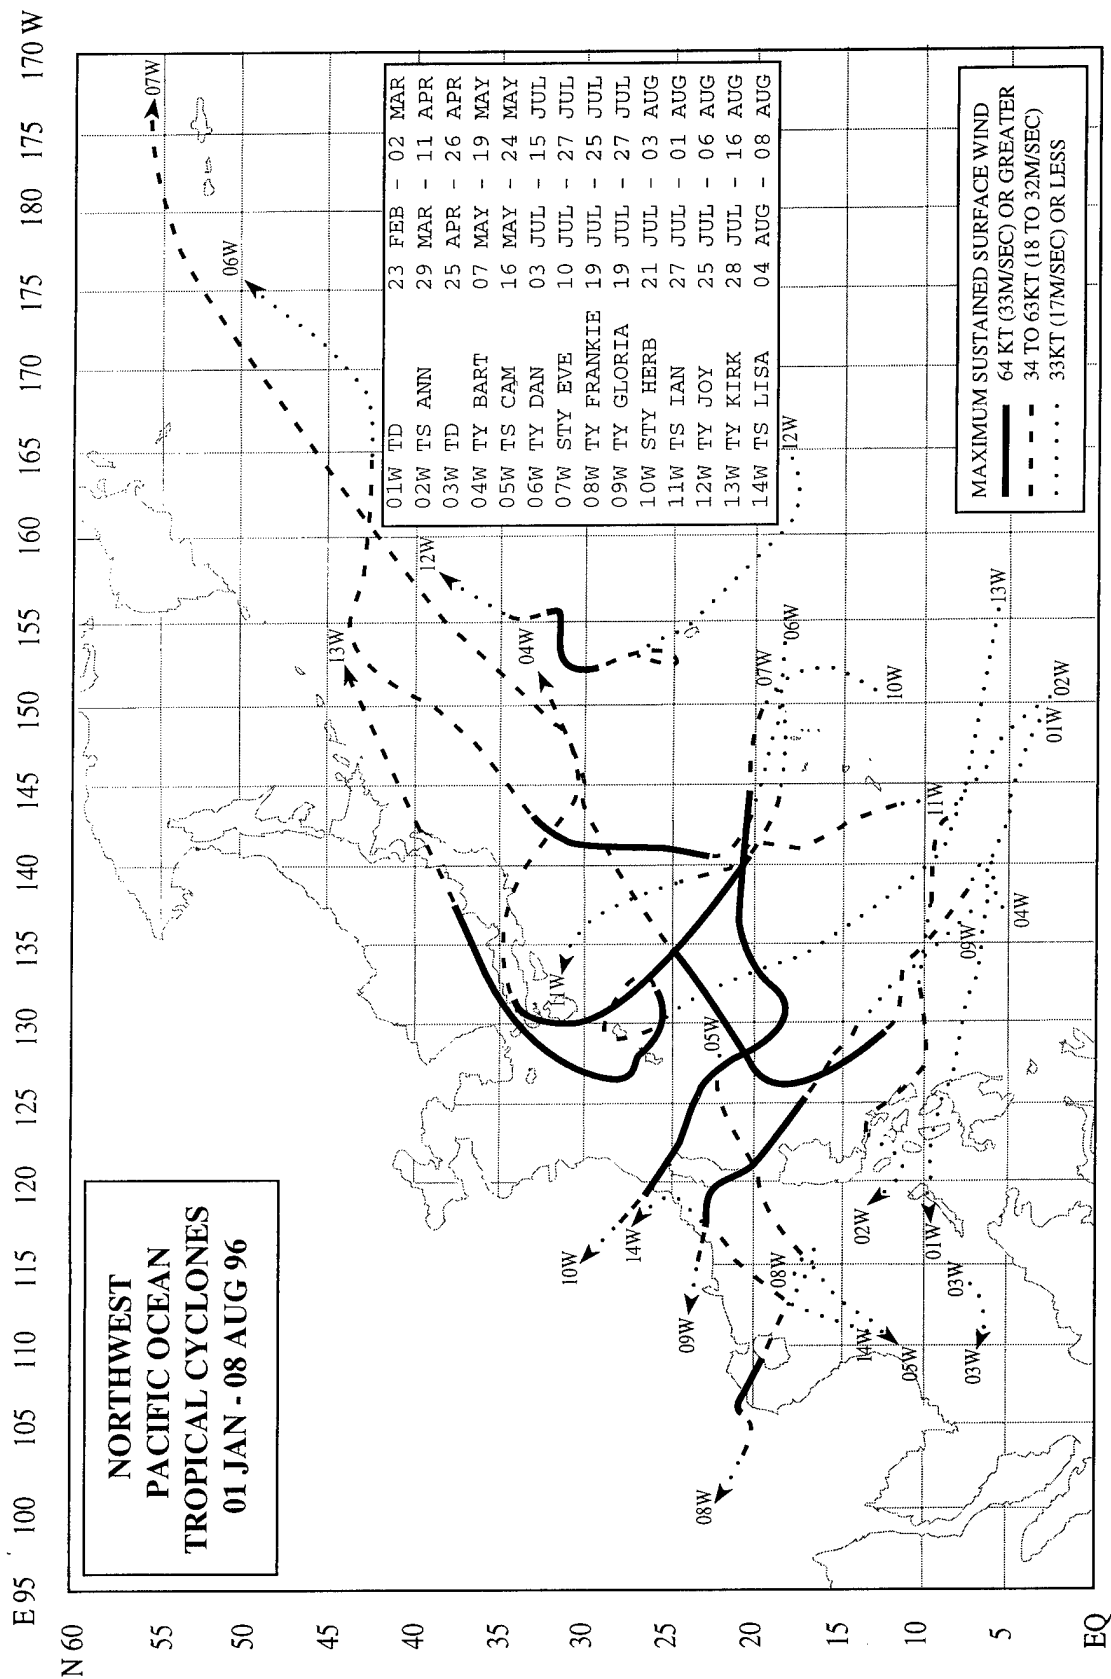 NORTHWEST
PACIFIC OCEAN
TROPICAL CYCLONES
01 JAN - 08 AUG 96
E 95 100 105 110 115 120 125 130 135 140 145 150 155 160 165 170 175 180 175 170 W
N 60
55
50
45
40
35
30
25
20
15
10
5
EQ
01W TD 23 FEB - 02 MAR
02W TS ANN 29 MAR - 11 APR
03W TD 25 APR - 26 APR
04W TY BART 07 MAY - 19 MAY
05W TS CAM 16 MAY - 24 MAY
06W TY DAN 03 JUL - 15 JUL
07W STY EVE 10 JUL - 27 JUL
08W TY FRANKIE 19 JUL - 25 JUL
09W TY GLORIA 19 JUL - 27 JUL
10W STY HERB 21 JUL - 03 AUG
11W TS IAN 27 JUL - 01 AUG
12W TY JOY 25 JUL - 06 AUG
13W TY KIRK 28 JUL - 16 AUG
14W TS LISA 04 AUG - 08 AUG
MAXIMUM SUSTAINED SURFACE WIND
64 KT (33M/SEC) OR GREATER
34 TO 63KT (18 TO 32M/SEC)
33KT (17M/SEC) OR LESS
07W
06W
13W
12W
04W
11W
10W
14W
05W
09W
08W
08W
14W
05W
02W
01W
03W
03W
12W
06W
07W
10W
13W
02W
01W
11W
04W
09W